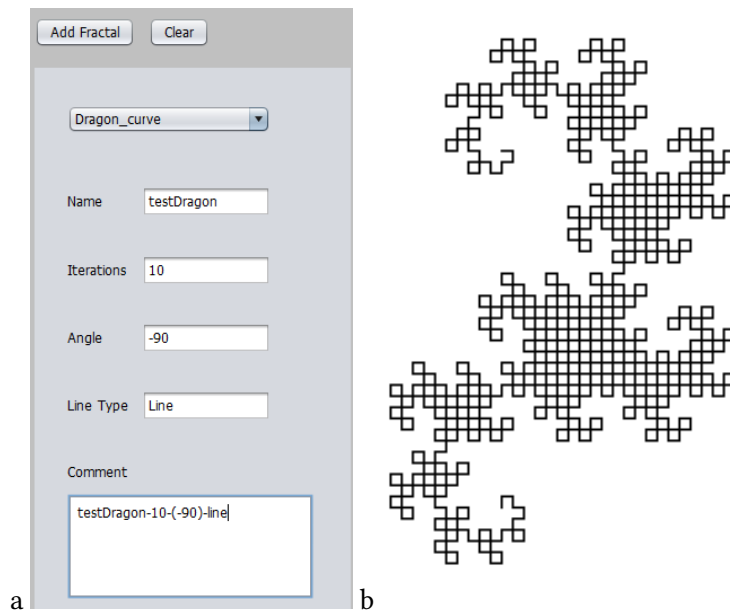 Add Fractal Clear
Dragon_curve
Name testDragon
Iterations 10
Angle -90
Line Type Line
Comment
testDragon-10-(-90)-line
a b